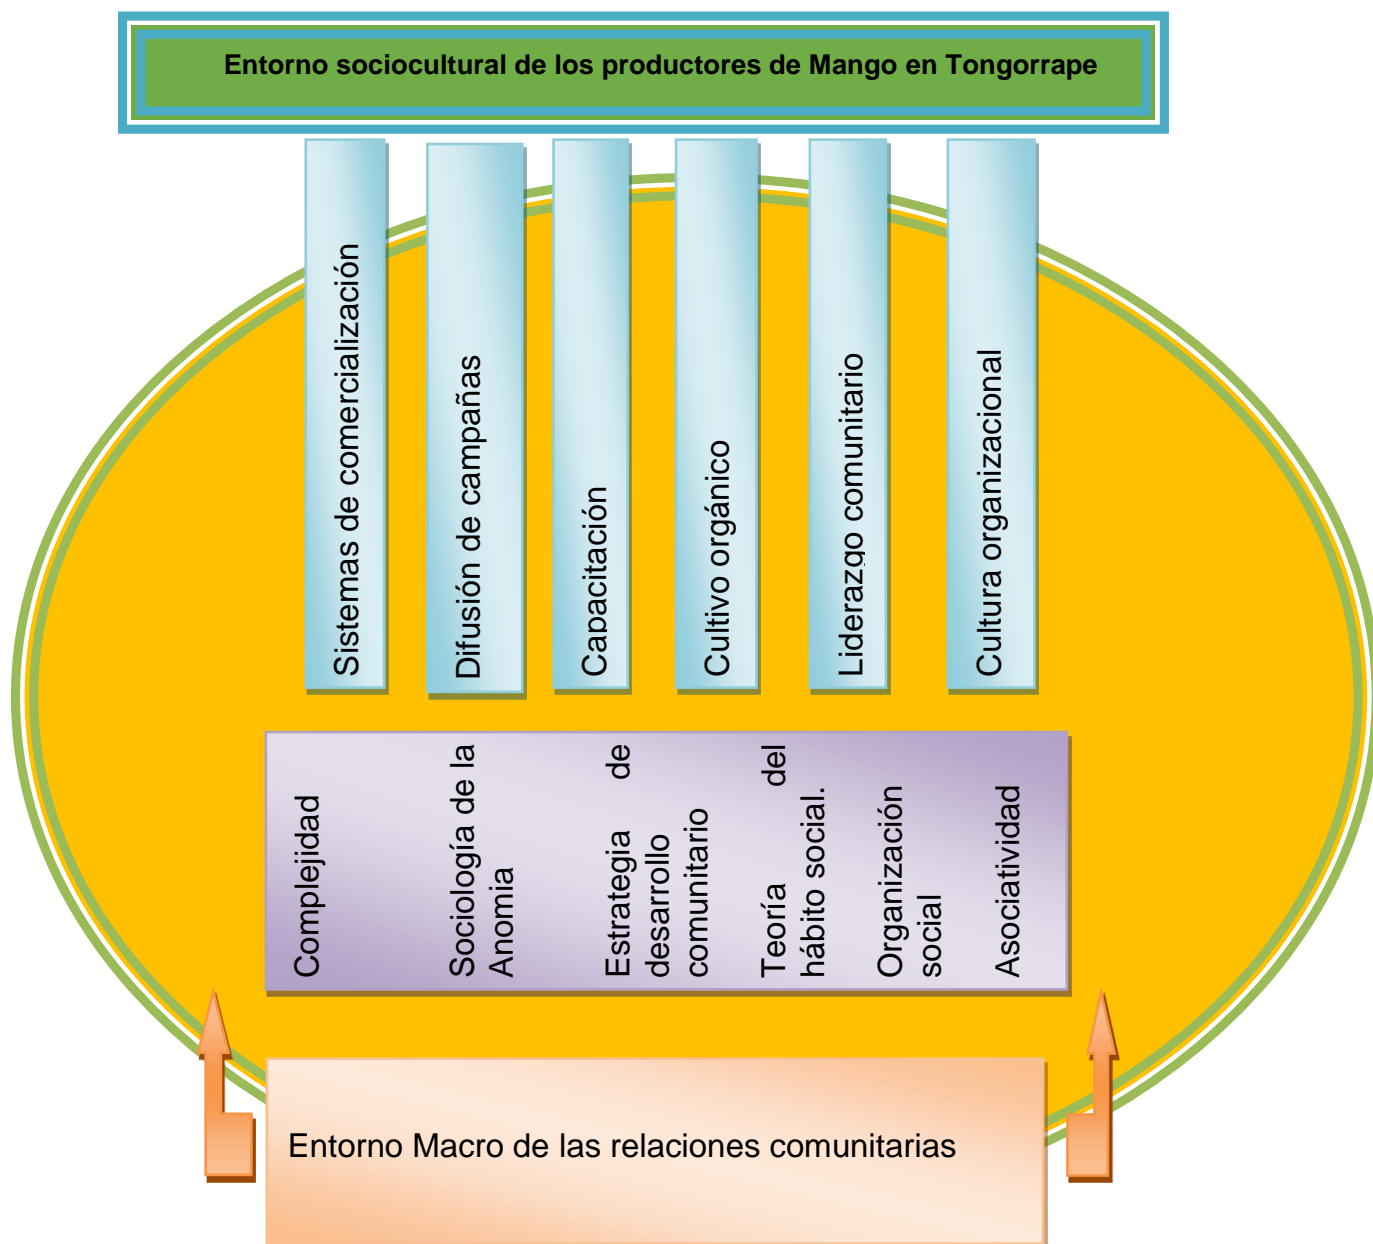 Entorno sociocultural de los productores de Mango en Tongorrape
Sistemas de comercialización
Difusión de campañas
Capacitación
Cultivo orgánico
Liderazgo comunitario
Cultura organizacional
Complejidad
Sociología de la
Anomia
Estrategia de
desarrollo
comunitario
Teoría del
hábito social.
Organización
social
Asociatividad
Entorno Macro de las relaciones comunitarias